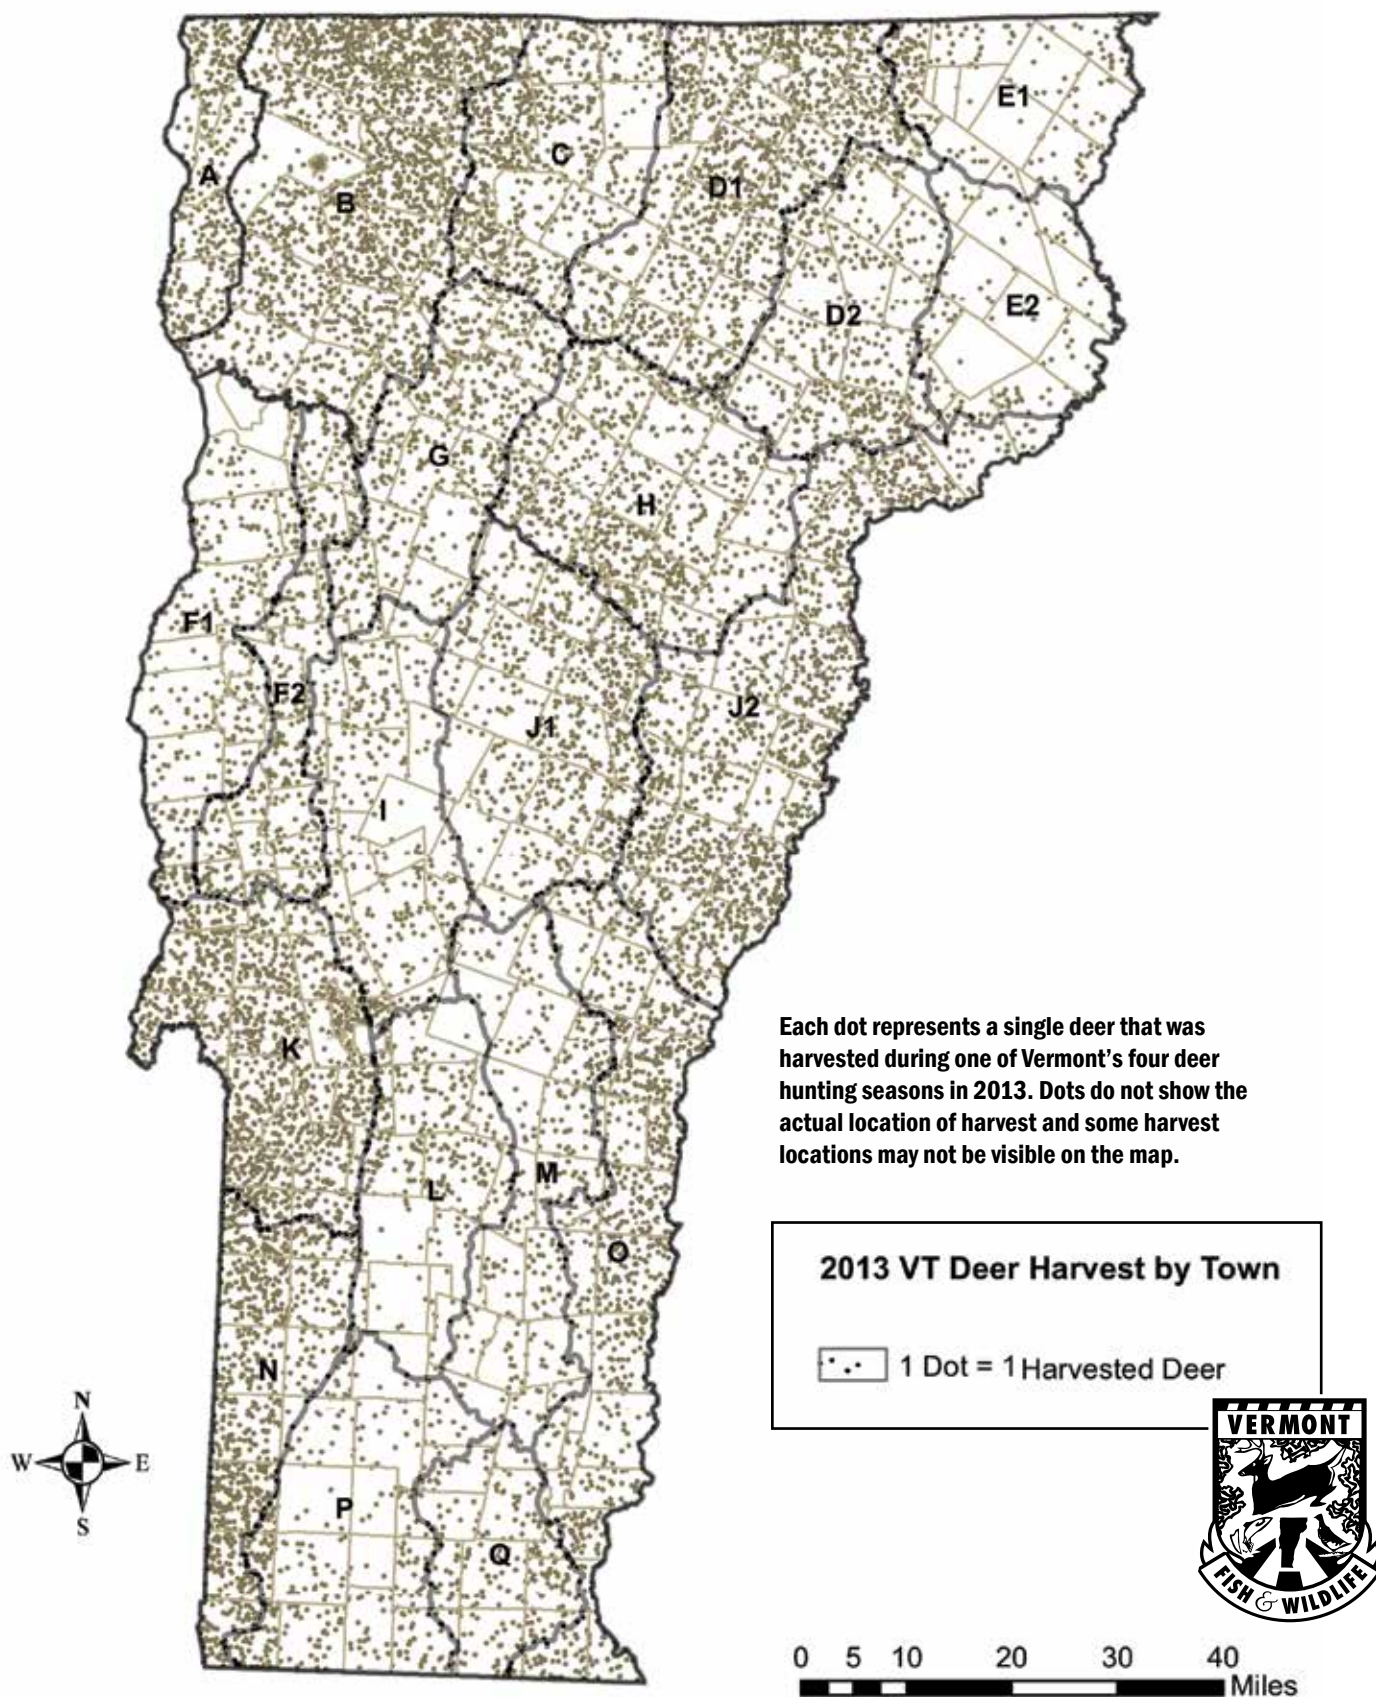 E1
C
A
D1
B
E2
D2
G
H
F1
F2
J2
J1
I
Each dot represents a single deer that was
harvested during one of Vermont's four deer
hunting seasons in 2013. Dots do not show the
actual location of harvest and some harvest
locations may not be visible on the map.
K
M
L
O
2013 VT Deer Harvest by Town
1 Dot = 1 Harvested Deer
N
N
W E
S
P
Q
VERMONT
FISH & WILDLIFE
0 5 10 20 30 40
Miles